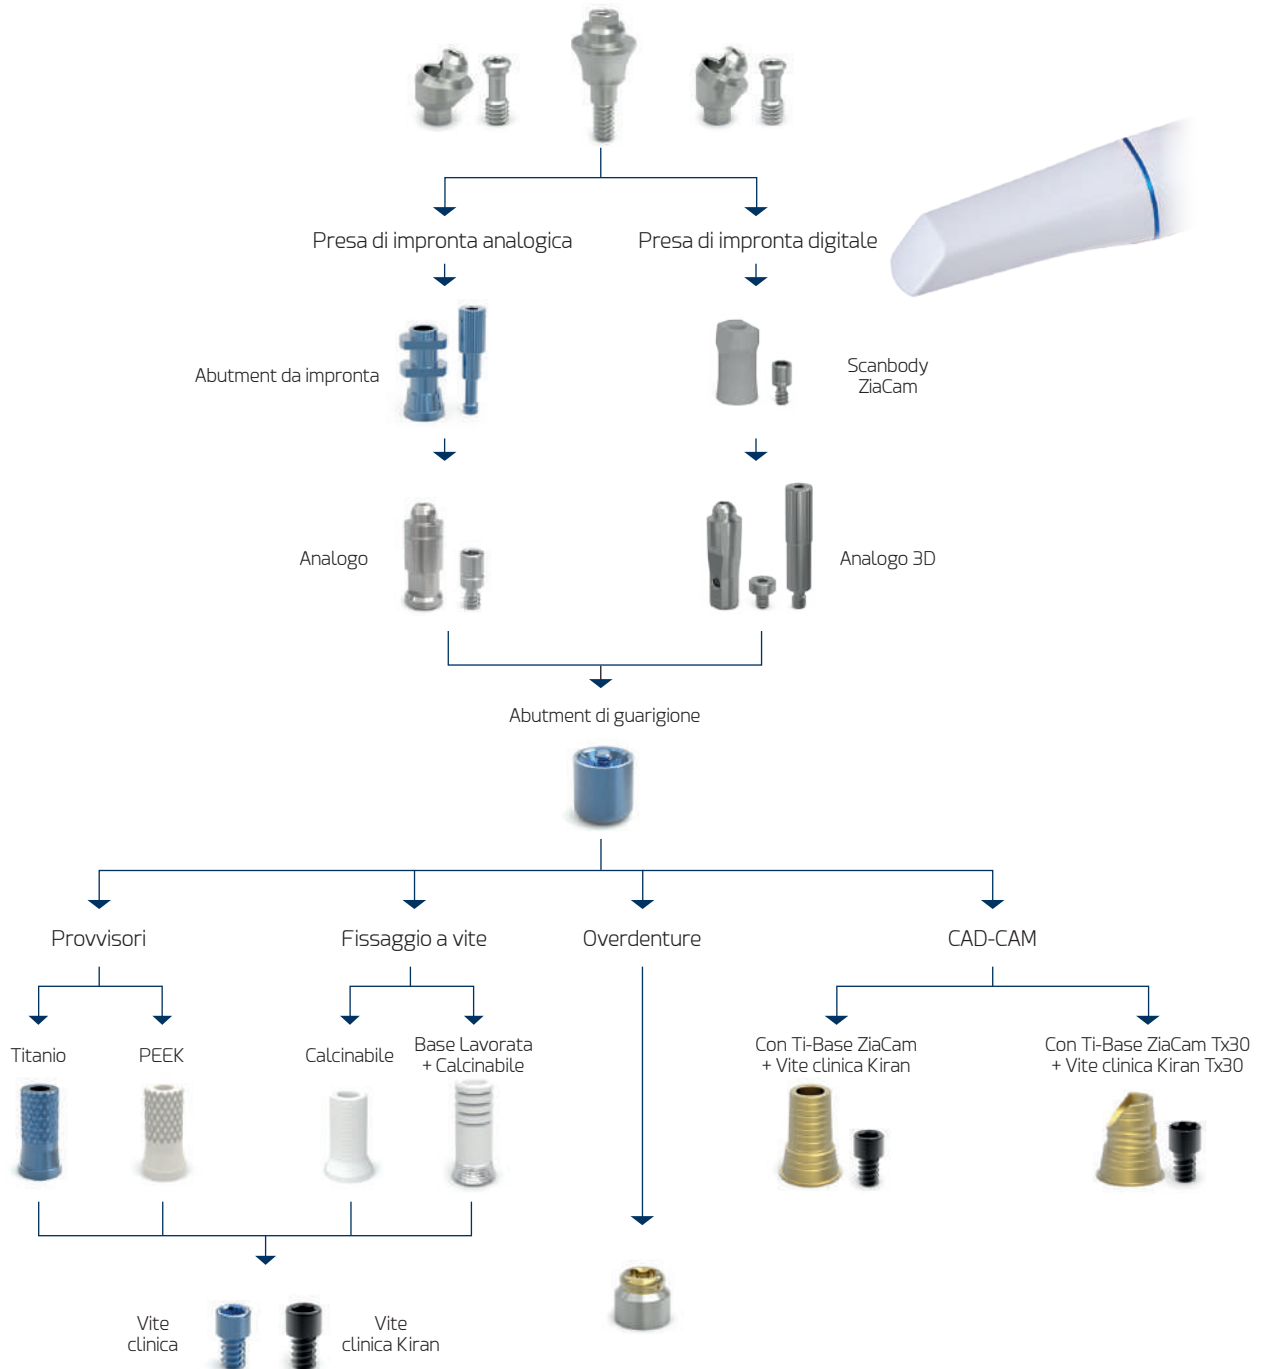 Presa di impronta analogica
Presa di impronta digitale
Abutment da impronta
Scanbody
ZiaCam
Analogo
Analogo 3D
Abutment di guarigione
Provvisori
Fissaggio a vite
Overdenture
CAD-CAM
Titanio
PEEK
Calcinabile
Base Lavorata
+ Calcinabile
Con Ti-Base ZiaCam
+ Vite clinica Kiran
Con Ti-Base ZiaCam Tx30
+ Vite clinica Kiran Tx30
Vite
clinica
Vite
clinica Kiran